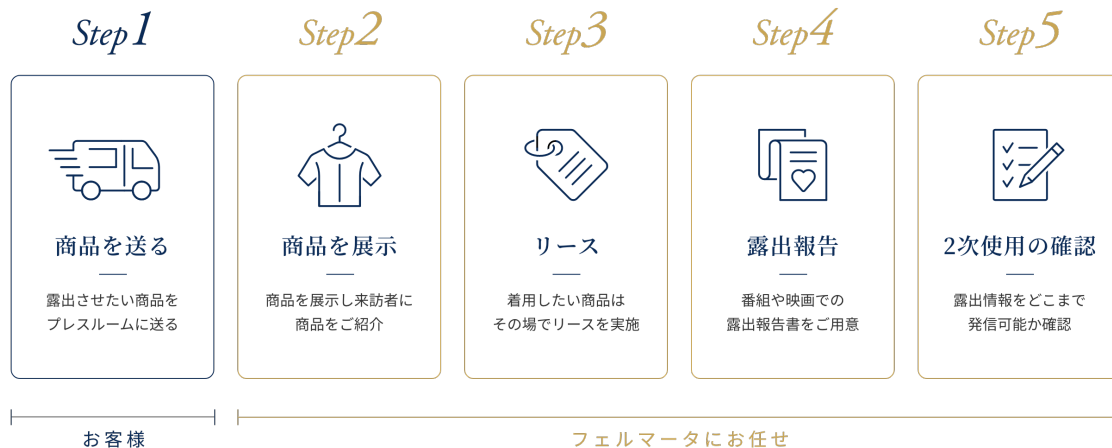 Step1
商品を送る
露出させたい商品を
プレスルームに送る
Step2
商品を展示
商品を展示し来訪者に
商品をご紹介
Step3
リース
着用したい商品は
その場でリースを実施
Step4
露出報告
番組や映画での
露出報告書をご用意
Step5
2次使用の確認
露出情報をどこまで
発信可能か確認
お客様
フェルマータにお任せ